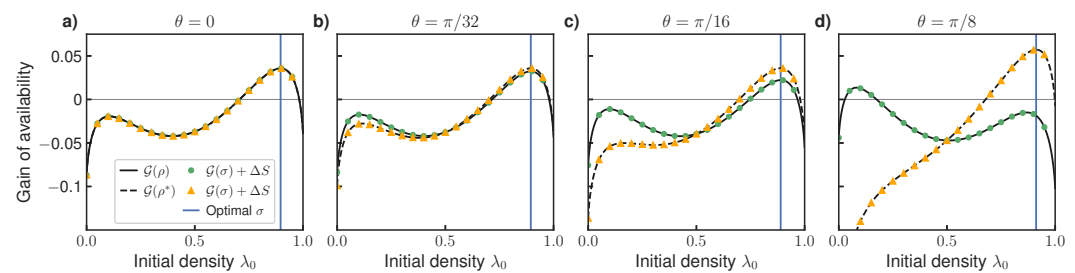 a) θ = 0
b) θ = π/32
c) θ = π/16
d) θ = π/8
Gain of availability
0.05
0
−0.05
−0.1
G(ρ) G(σ) + ΔS
G(ρ*) G(σ) + ΔS
Optimal σ
0.0 0.5 1.0
0.0 0.5 1.0
0.0 0.5 1.0
0.0 0.5 1.0
Initial density λ₀
Initial density λ₀
Initial density λ₀
Initial density λ₀